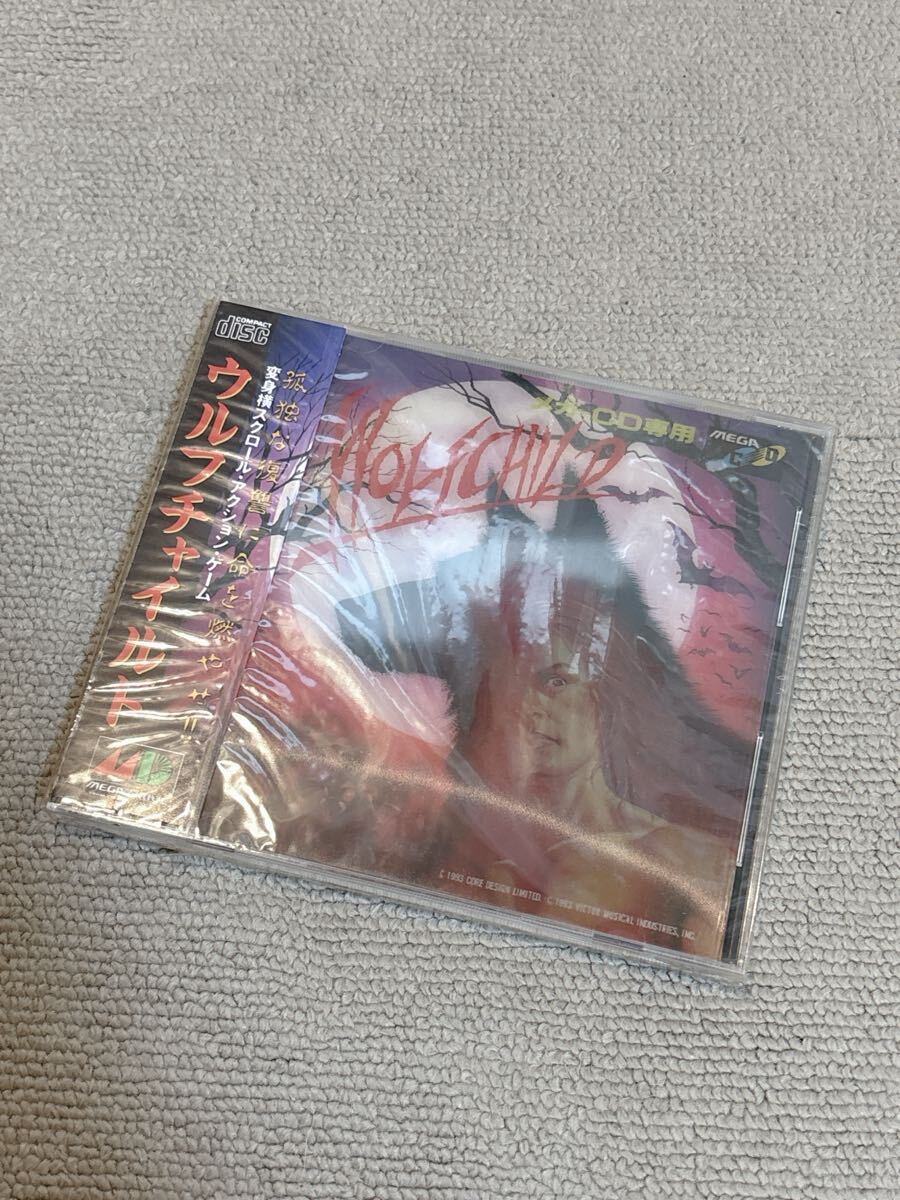 COMPACT
disc
ウルフチャイルド
孤独な復讐に命を燃やせ!!
変身横スクロール・アクションゲーム
WOLFCHILD
メガCD専用
MEGA
CD
© 1993 CORE DESIGN LIMITED. © 1993 VICTOR MUSICAL INDUSTRIES, INC.